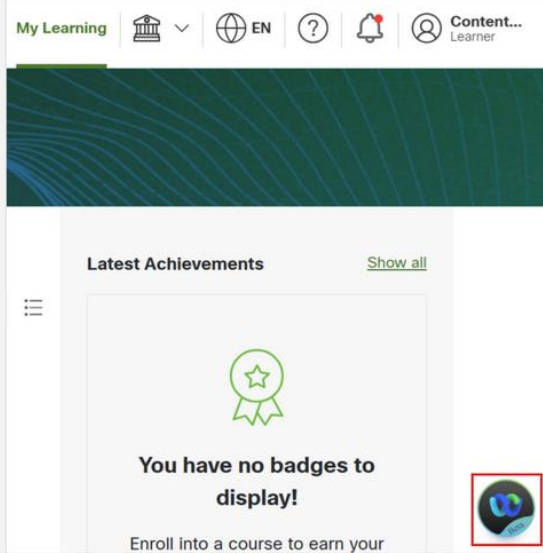 My Learning
EN
?
Content...
Learner
Latest Achievements
Show all
You have no badges to
display!
Enroll into a course to earn your
Beta